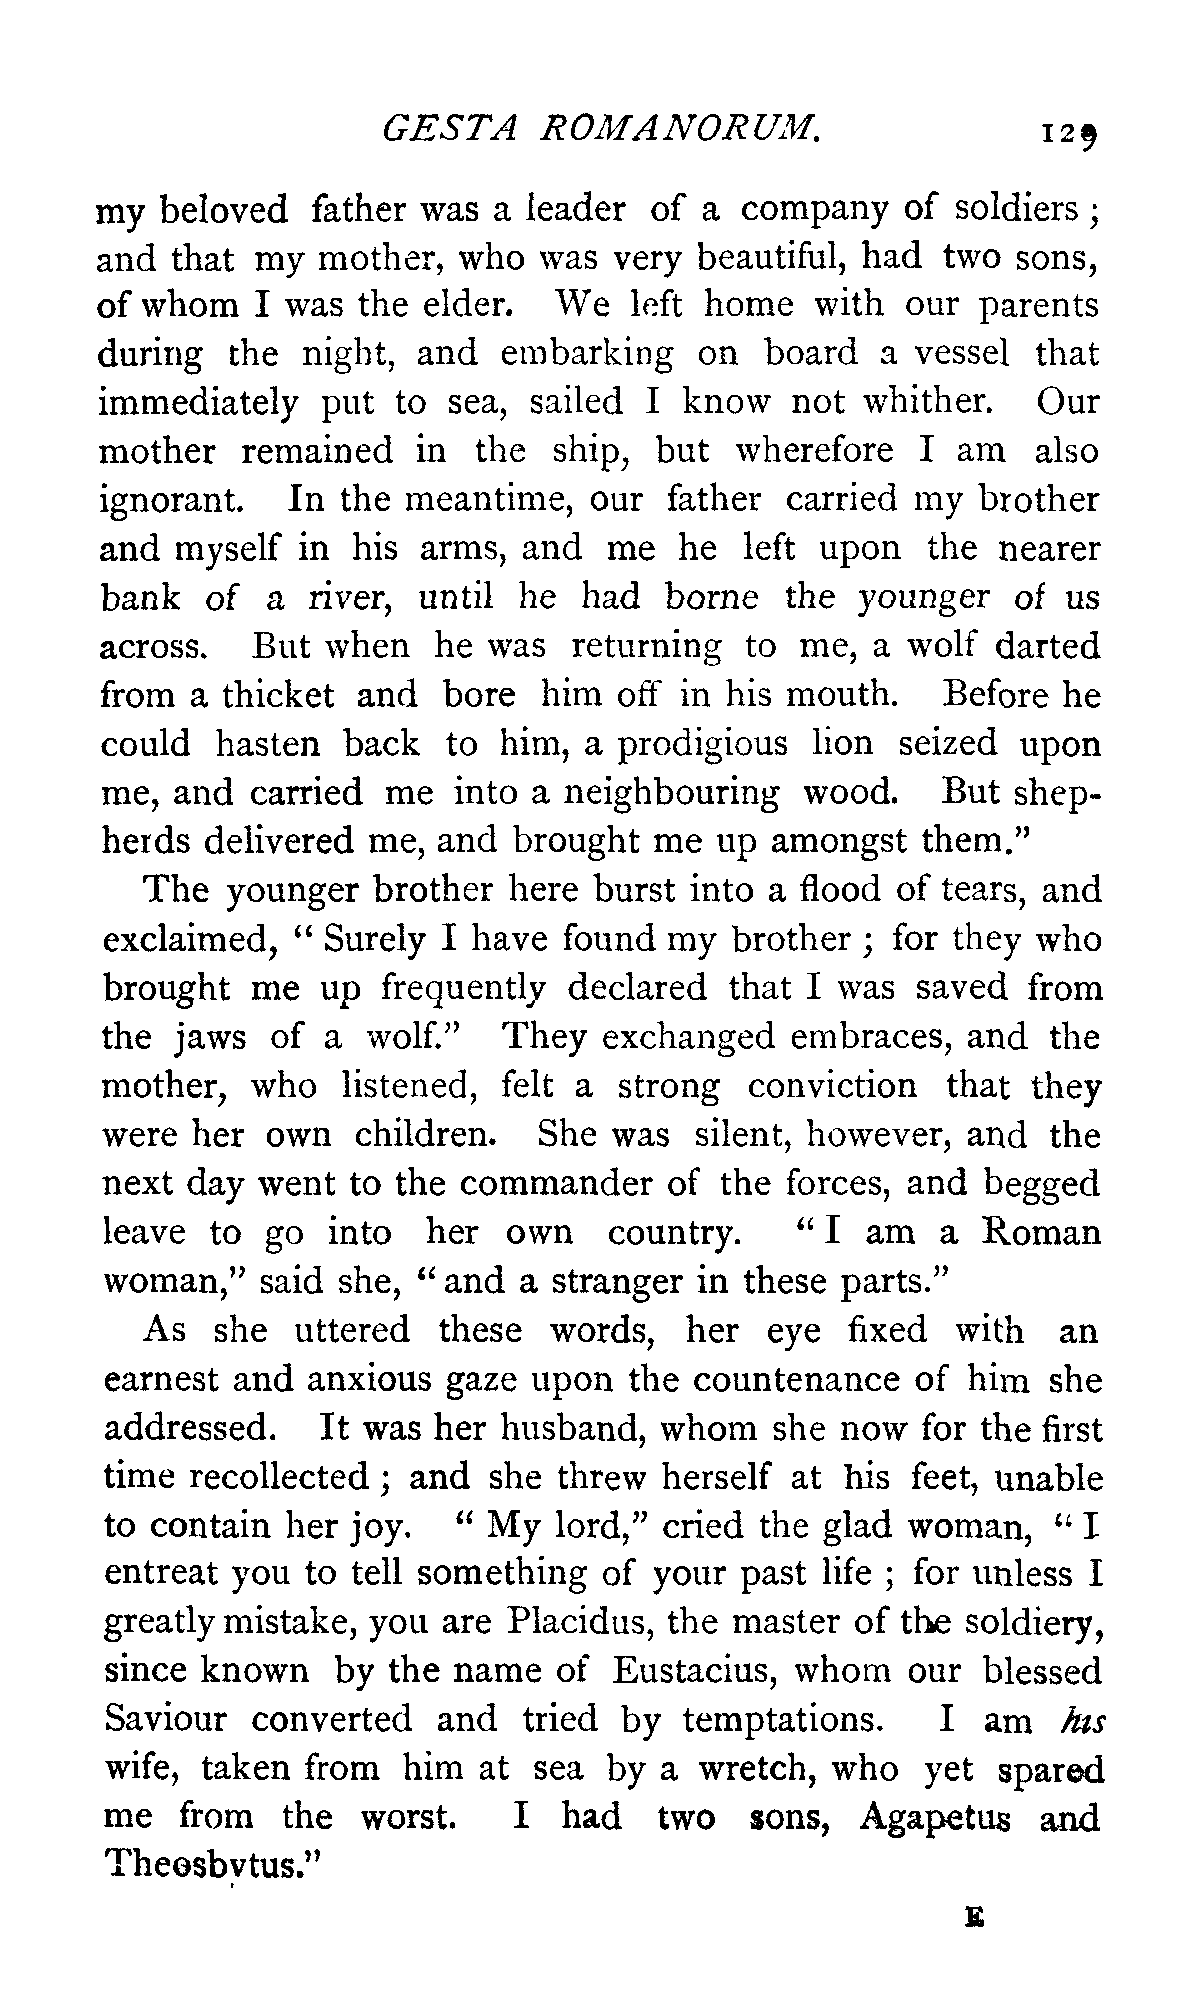 GESTA ROMANORUM. 129
my beloved father was a leader of a company of soldiers ;
and that my mother, who was very beautiful, had two sons,
of whom I was the elder. We left home with our parents
during the night, and embarking on board a vessel that
immediately put to sea, sailed I know not whither. Our
mother remained in the ship, but wherefore I am also
ignorant. In the meantime, our father carried my brother
and myself in his arms, and me he left upon the nearer
bank of a river, until he had borne the younger of us
across. But when he was returning to me, a wolf darted
from a thicket and bore him off in his mouth. Before he
could hasten back to him, a prodigious lion seized upon
me, and carried me into a neighbouring wood. But shep-
herds delivered me, and brought me up amongst them."
The younger brother here burst into a flood of tears, and
exclaimed, " Surely I have found my brother ; for they who
brought me up frequently declared that I was saved from
the jaws of a wolf." They exchanged embraces, and the
mother, who listened, felt a strong conviction that they
were her own children. She was silent, however, and the
next day went to the commander of the forces, and begged
leave to go into her own country. " I am a Roman
woman," said she, " and a stranger in these parts."
As she uttered these words, her eye fixed with an
earnest and anxious gaze upon the countenance of him she
addressed. It was her husband, whom she now for the first
time recollected ; and she threw herself at his feet, unable
to contain her joy. " My lord," cried the glad woman, " I
entreat you to tell something of your past life ; for unless I
greatly mistake, you are Placidus, the master of the soldiery,
since known by the name of Eustacius, whom our blessed
Saviour converted and tried by temptations. I am his
wife, taken from him at sea by a wretch, who yet spared
me from the worst. I had two sons, Agapetus and
Theosbytus."
E